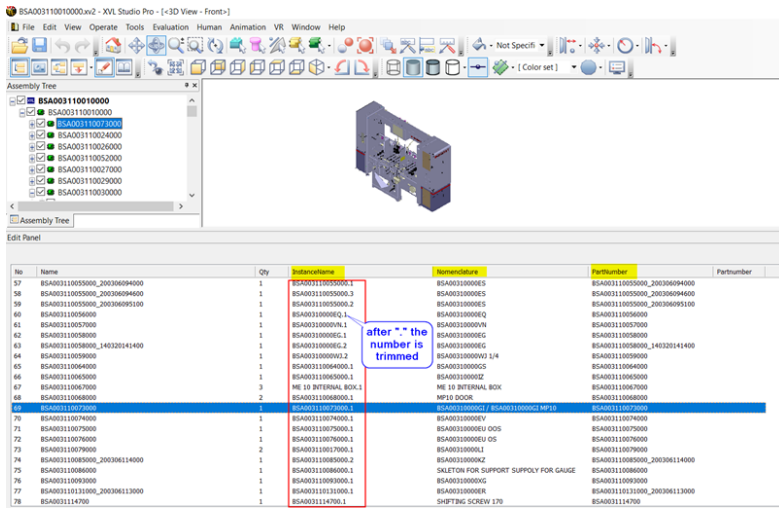 BSA003110010000.xv2 - XVL Studio Pro - [<3D View - Front>]
File Edit View Operate Tools Evaluation Human Animation VR Window Help
Not Specifi
[ Color set ]
Assembly Tree
BSA003110010000
BSA003110010000
BSA003110073000
BSA003110024000
BSA003110026000
BSA003110052000
BSA003110027000
BSA003110029000
BSA003110030000
Assembly Tree
Edit Panel
No Name Qty InstanceName Nomenclature PartNumber Partnumber
57 BSA003110055000_200306094000 1 BSA003110055000.1 BSA00310000ES BSA003110055000_200306094000
58 BSA003110055000_200306094600 1 BSA003110055000.3 BSA00310000ES BSA003110055000_200306094600
59 BSA003110055000_200306095100 1 BSA003110055000.2 BSA00310000ES BSA003110055000_200306095100
60 BSA003110056000 1 BSA00310000EQ.1 BSA00310000EQ BSA003110056000
61 BSA003110057000 1 BSA00310000VN.1 BSA00310000VN BSA003110057000
62 BSA003110058000 1 BSA00310000EG.1 BSA00310000EG BSA003110058000
63 BSA003110058000_140320141400 1 BSA00310000EG.2 BSA00310000EG BSA003110058000_140320141400
64 BSA003110059000 1 BSA00310000WJ.2 BSA00310000WJ 1/4 BSA003110059000
65 BSA003110064000 1 BSA003110064000.1 BSA00310000GS BSA003110064000
66 BSA003110065000 1 BSA003110065000.1 BSA00310000IZ BSA003110065000
67 BSA003110067000 3 ME 10 INTERNAL BOX.1 ME 10 INTERNAL BOX BSA003110067000
68 BSA003110068000 2 BSA003110068000.1 MP10 DOOR BSA003110068000
69 BSA003110073000 1 BSA003110073000.1 BSA00310000GI / BSA00310000GI MP10 BSA003110073000
70 BSA003110074000 1 BSA003110074000.1 BSA00310000EV BSA003110074000
71 BSA003110075000 1 BSA003110075000.1 BSA00310000EU OOS BSA003110075000
72 BSA003110076000 1 BSA003110076000.1 BSA00310000EU OS BSA003110076000
73 BSA003110079000 2 BSA003110017000.1 BSA00310000LI BSA003110079000
74 BSA003110085000_200306114000 1 BSA003110085000.2 BSA00310000KZ BSA003110085000_200306114000
75 BSA003110086000 1 BSA003110086000.1 SKLETON FOR SUPPORT SUPPOLY FOR GAUGE BSA003110086000
76 BSA003110093000 1 BSA003110093000.1 BSA00310000XG BSA003110093000
77 BSA003110131000_200306113000 1 BSA003110131000.1 BSA00310000ER BSA003110131000_200306113000
78 BSA0031114700 1 BSA0031114700.1 SHIFTING SCREW 170 BSA0031114700
after "." the
number is
trimmed